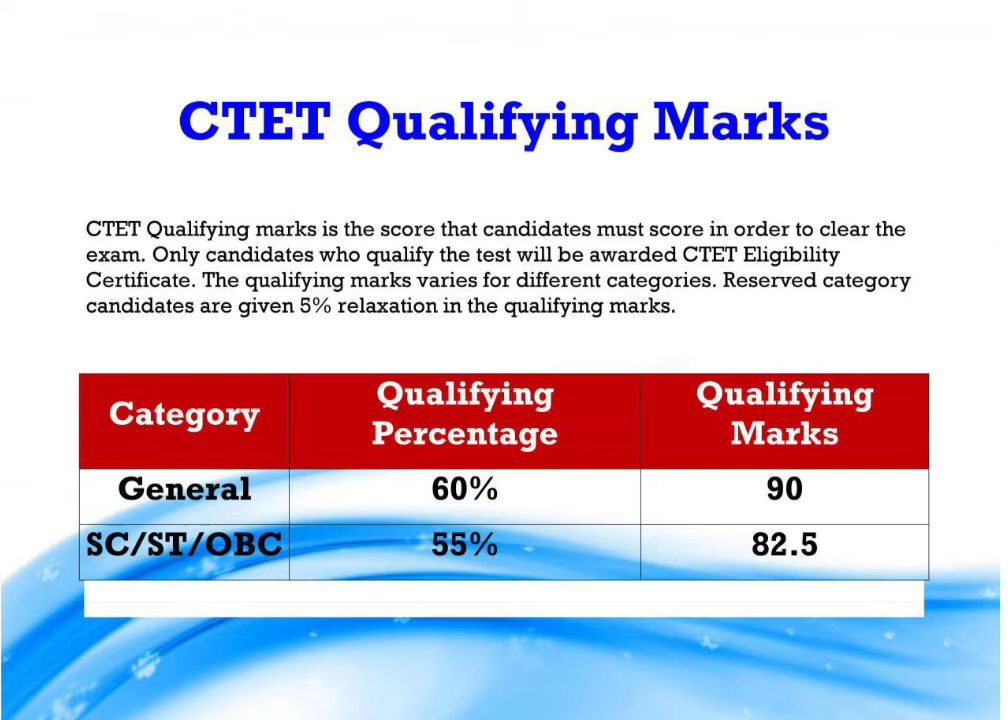 CTET Qualifying Marks
CTET Qualifying marks is the score that candidates must score in order to clear the
exam. Only candidates who qualify the test will be awarded CTET Eligibility
Certificate. The qualifying marks varies for different categories. Reserved category
candidates are given 5% relaxation in the qualifying marks.
Category Qualifying Percentage Qualifying Marks
General 60% 90
SC/ST/OBC 55% 82.5